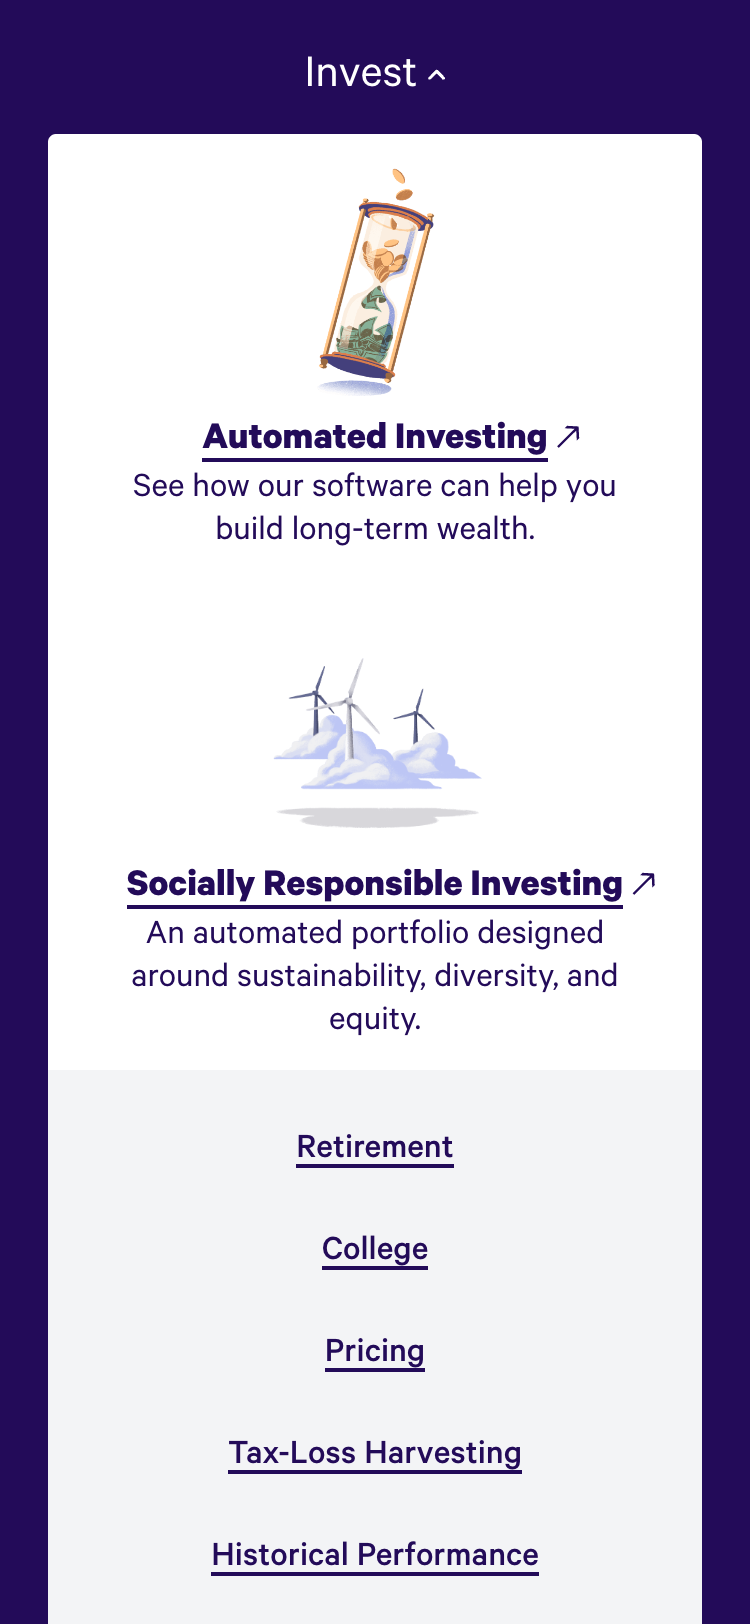 Invest
Automated Investing
See how our software can help you
build long-term wealth.
Socially Responsible Investing
An automated portfolio designed
around sustainability, diversity, and
equity.
Retirement
College
Pricing
Tax-Loss Harvesting
Historical Performance